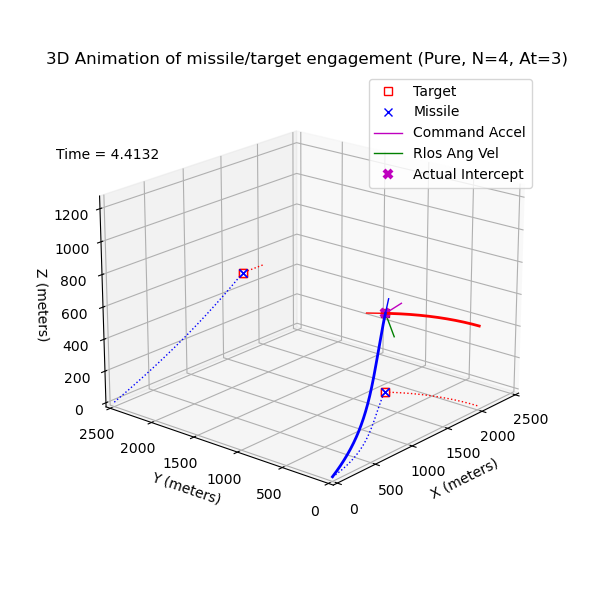 3D Animation of missile/target engagement (Pure, N=4, At=3)
Target
Missile
Command Accel
Rlos Ang Vel
Actual Intercept
Time = 4.4132
1200
1000
800
600
400
200
0
Z (meters)
2500
2000
1500
1000
500
0
Y (meters)
0
500
1000
1500
2000
2500
X (meters)